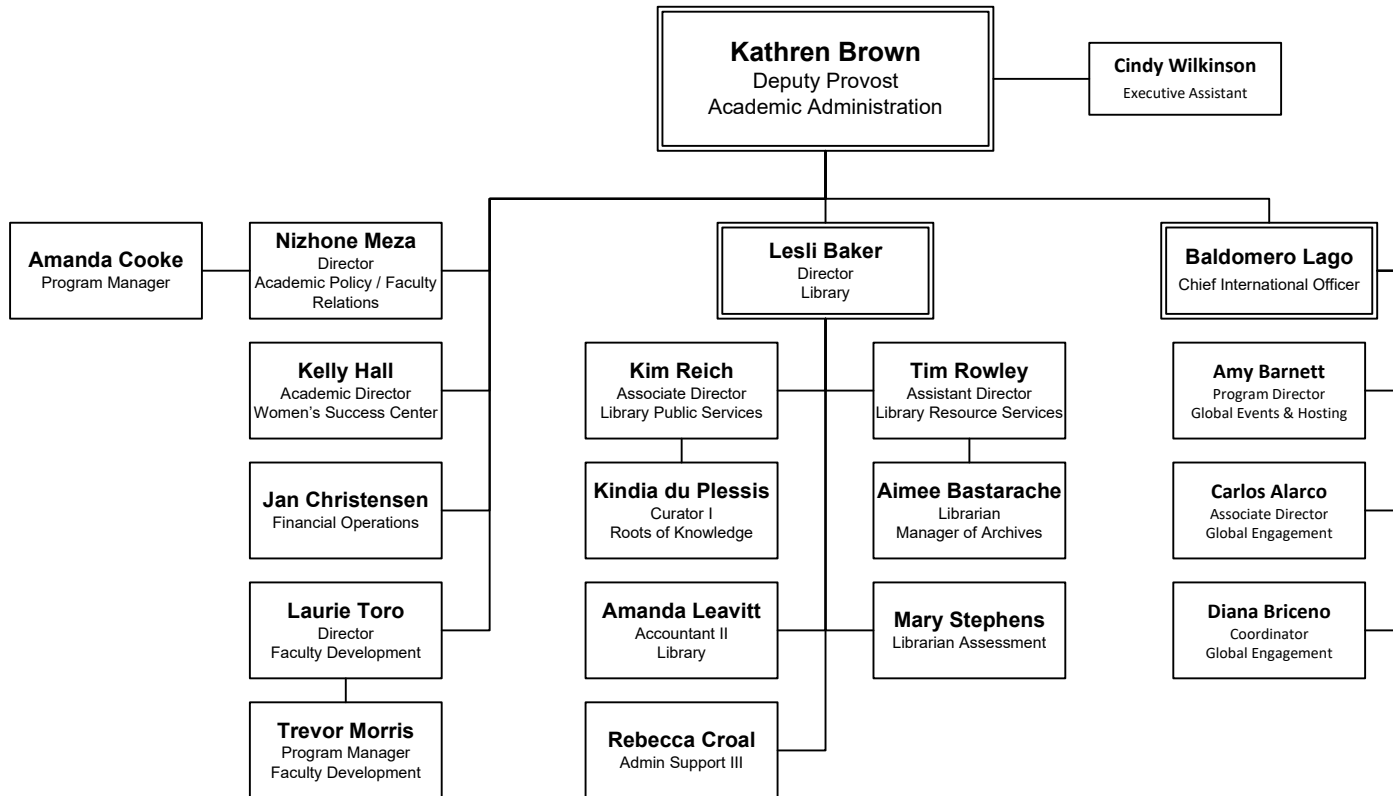 Kathren Brown
Deputy Provost
Academic Administration
Cindy Wilkinson
Executive Assistant
Amanda Cooke
Program Manager
Nizhone Meza
Director
Academic Policy / Faculty
Relations
Lesli Baker
Director
Library
Baldomero Lago
Chief International Officer
Kelly Hall
Academic Director
Women’s Success Center
Kim Reich
Associate Director
Library Public Services
Tim Rowley
Assistant Director
Library Resource Services
Amy Barnett
Program Director
Global Events & Hosting
Jan Christensen
Financial Operations
Kindia du Plessis
Curator I
Roots of Knowledge
Aimee Bastarache
Librarian
Manager of Archives
Carlos Alarco
Associate Director
Global Engagement
Laurie Toro
Director
Faculty Development
Amanda Leavitt
Accountant II
Library
Mary Stephens
Librarian Assessment
Diana Briceno
Coordinator
Global Engagement
Trevor Morris
Program Manager
Faculty Development
Rebecca Croal
Admin Support III